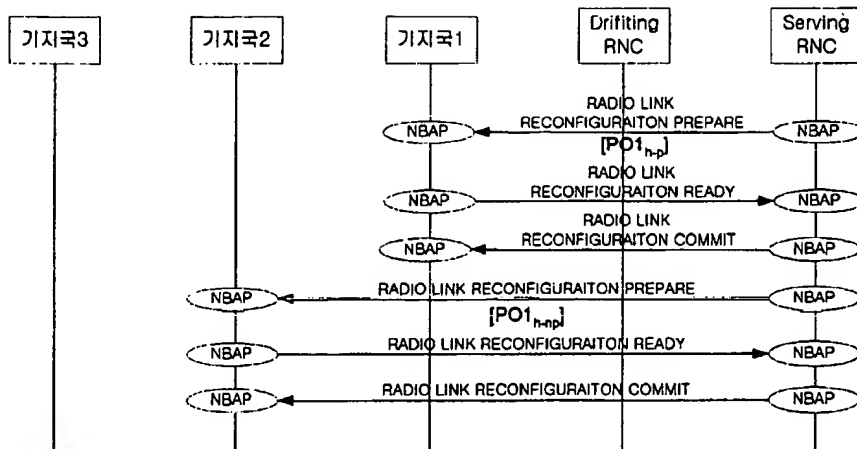 기지국3
기지국2
기지국1
Drifiting
RNC
Serving
RNC
RADIO LINK
NBAP
RECONFIGURAITON PREPARE
NBAP
[PO1h-p]
RADIO LINK
NBAP
RECONFIGURAITON READY
NBAP
RADIO LINK
NBAP
RECONFIGURAITON COMMIT
NBAP
NBAP
RADIO LINK RECONFIGURAITON PREPARE
NBAP
[PO1h-np]
NBAP
RADIO LINK RECONFIGURAITON READY
NBAP
NBAP
RADIO LINK RECONFIGURAITON COMMIT
NBAP